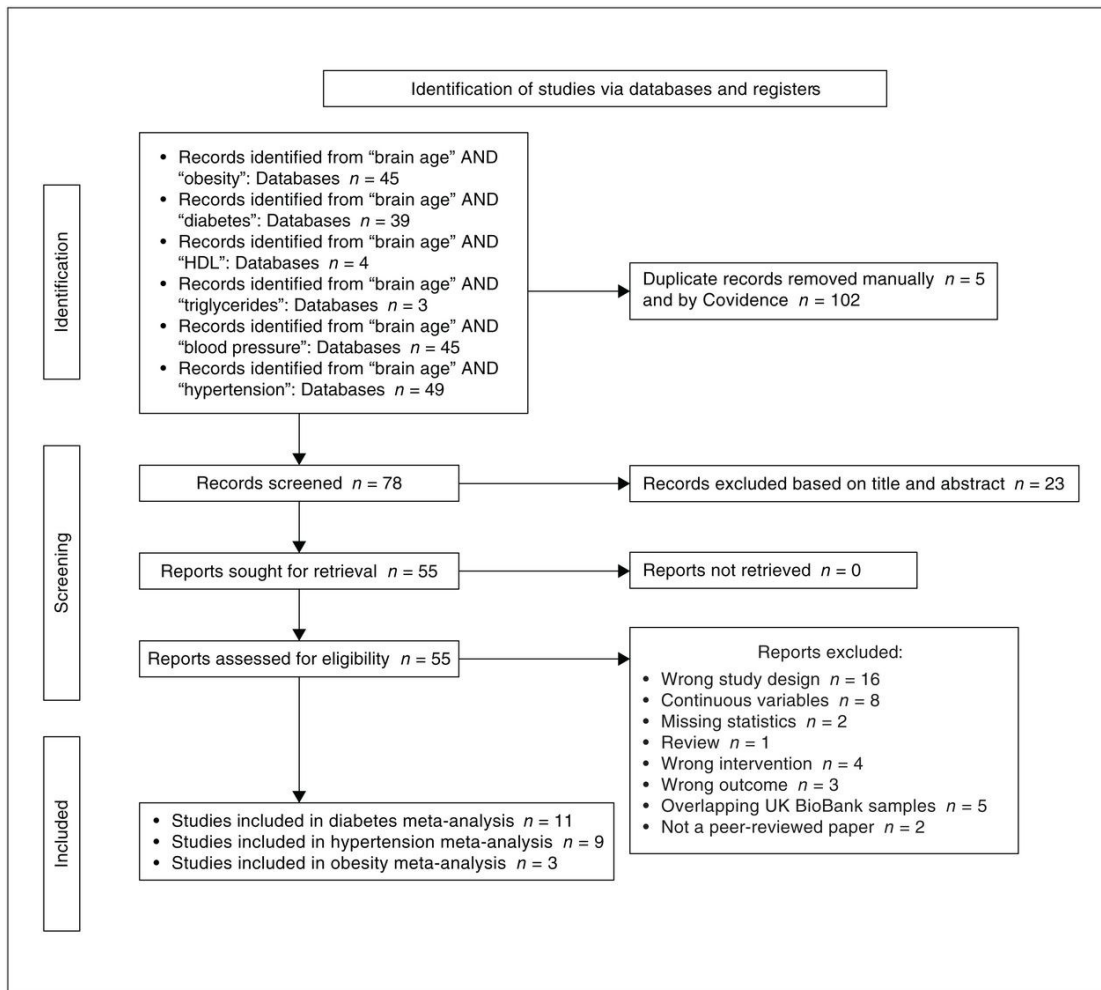 Identification of studies via databases and registers
Identification
• Records identified from “brain age” AND
“obesity”: Databases n = 45
• Records identified from “brain age” AND
“diabetes”: Databases n = 39
• Records identified from “brain age” AND
“HDL”: Databases n = 4
• Records identified from “brain age” AND
“triglycerides”: Databases n = 3
• Records identified from “brain age” AND
“blood pressure”: Databases n = 45
• Records identified from “brain age” AND
“hypertension”: Databases n = 49
Duplicate records removed manually n = 5
and by Covidence n = 102
Screening
Records screened n = 78
Records excluded based on title and abstract n = 23
Reports sought for retrieval n = 55
Reports not retrieved n = 0
Reports assessed for eligibility n = 55
Reports excluded:
• Wrong study design n = 16
• Continuous variables n = 8
• Missing statistics n = 2
• Review n = 1
• Wrong intervention n = 4
• Wrong outcome n = 3
• Overlapping UK BioBank samples n = 5
• Not a peer-reviewed paper n = 2
Included
• Studies included in diabetes meta-analysis n = 11
• Studies included in hypertension meta-analysis n = 9
• Studies included in obesity meta-analysis n = 3